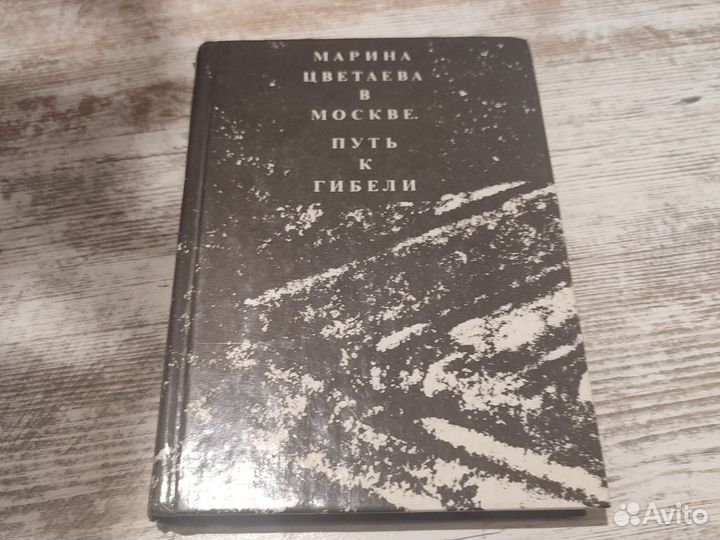 МАРИНА
ЦВЕТАЕВА
В
МОСКВЕ.
ПУТЬ
К
ГИБЕЛИ
Avito